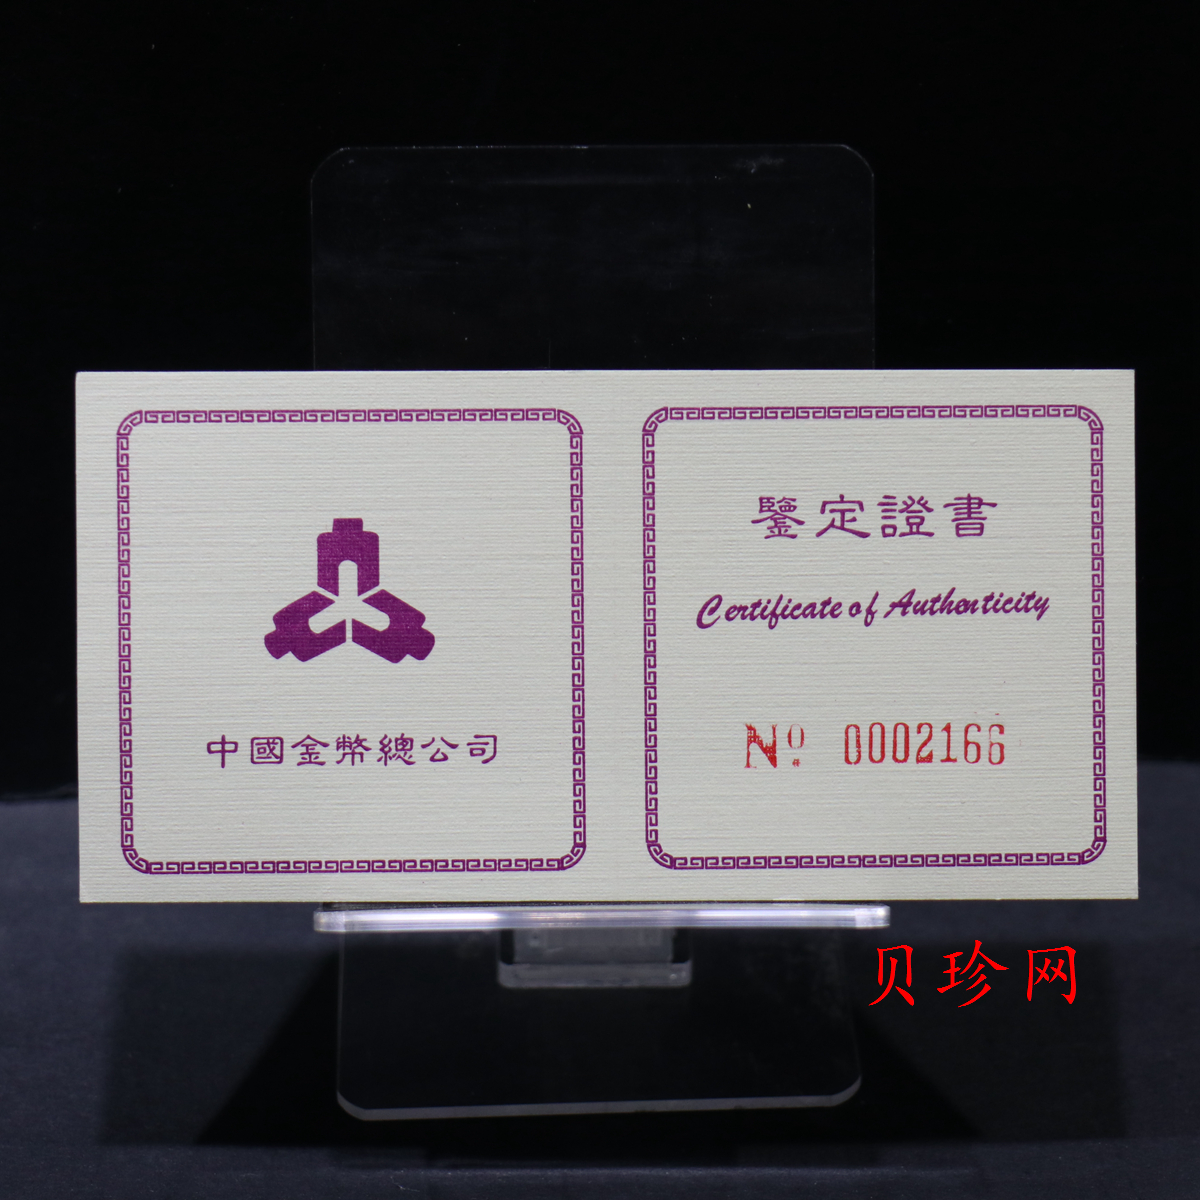 中國金幣總公司
鑒定證書
Certificate of Authenticity
Nº 0002166
贝珍网